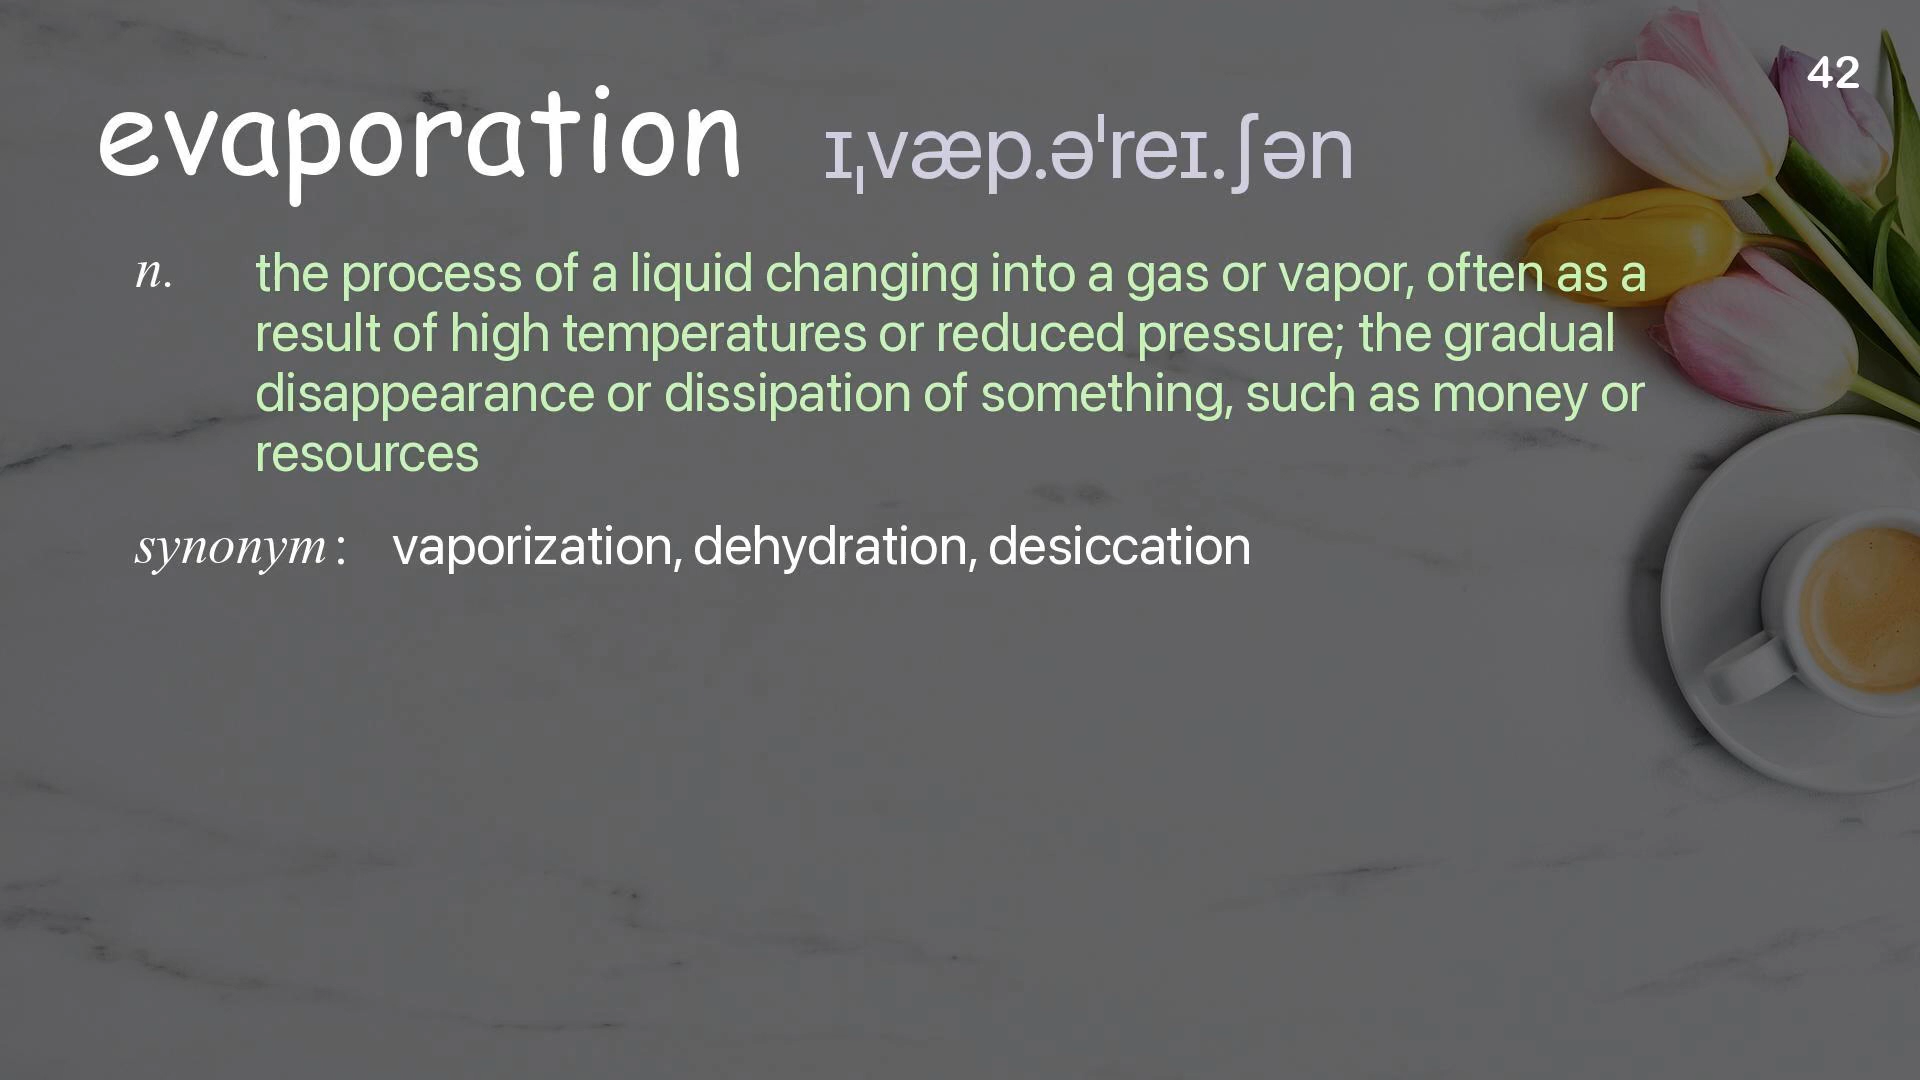 42
evaporation ɪˌvæp.əˈreɪ.ʃən
n. the process of a liquid changing into a gas or vapor, often as a
result of high temperatures or reduced pressure; the gradual
disappearance or dissipation of something, such as money or
resources
synonym: vaporization, dehydration, desiccation